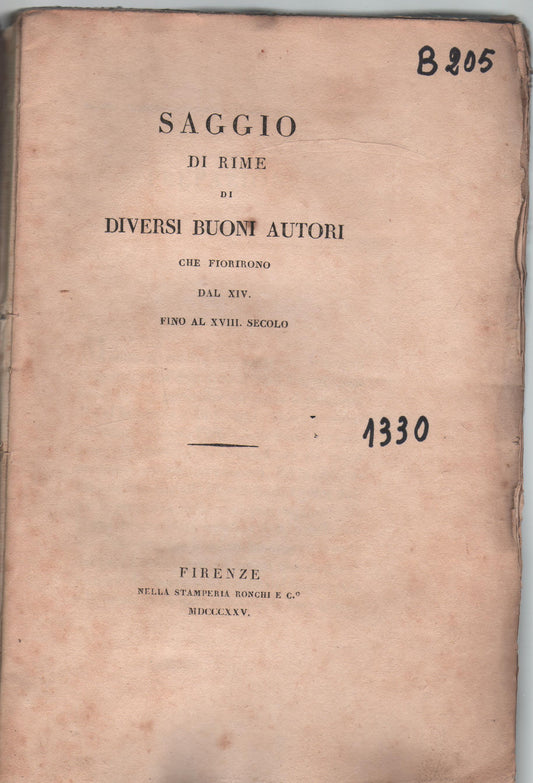 B 205
SAGGIO
DI RIME
DI
DIVERSI BUONI AUTORI
CHE FIORIRONO
DAL XIV.
FINO AL XVIII. SECOLO
1330
FIRENZE
NELLA STAMPERIA RONCHI E C.º
MDCCCXXV.